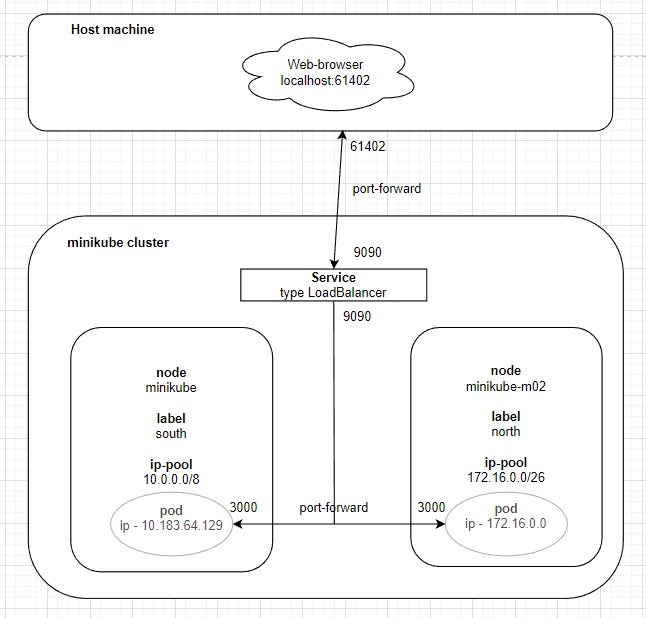 Host machine
Web-browser
localhost:61402
61402
port-forward
minikube cluster
9090
Service
type LoadBalancer
9090
node
minikube
label
south
ip-pool
10.0.0.0/8
pod
ip - 10.183.64.129
3000
port-forward
3000
node
minikube-m02
label
north
ip-pool
172.16.0.0/26
pod
ip - 172.16.0.0